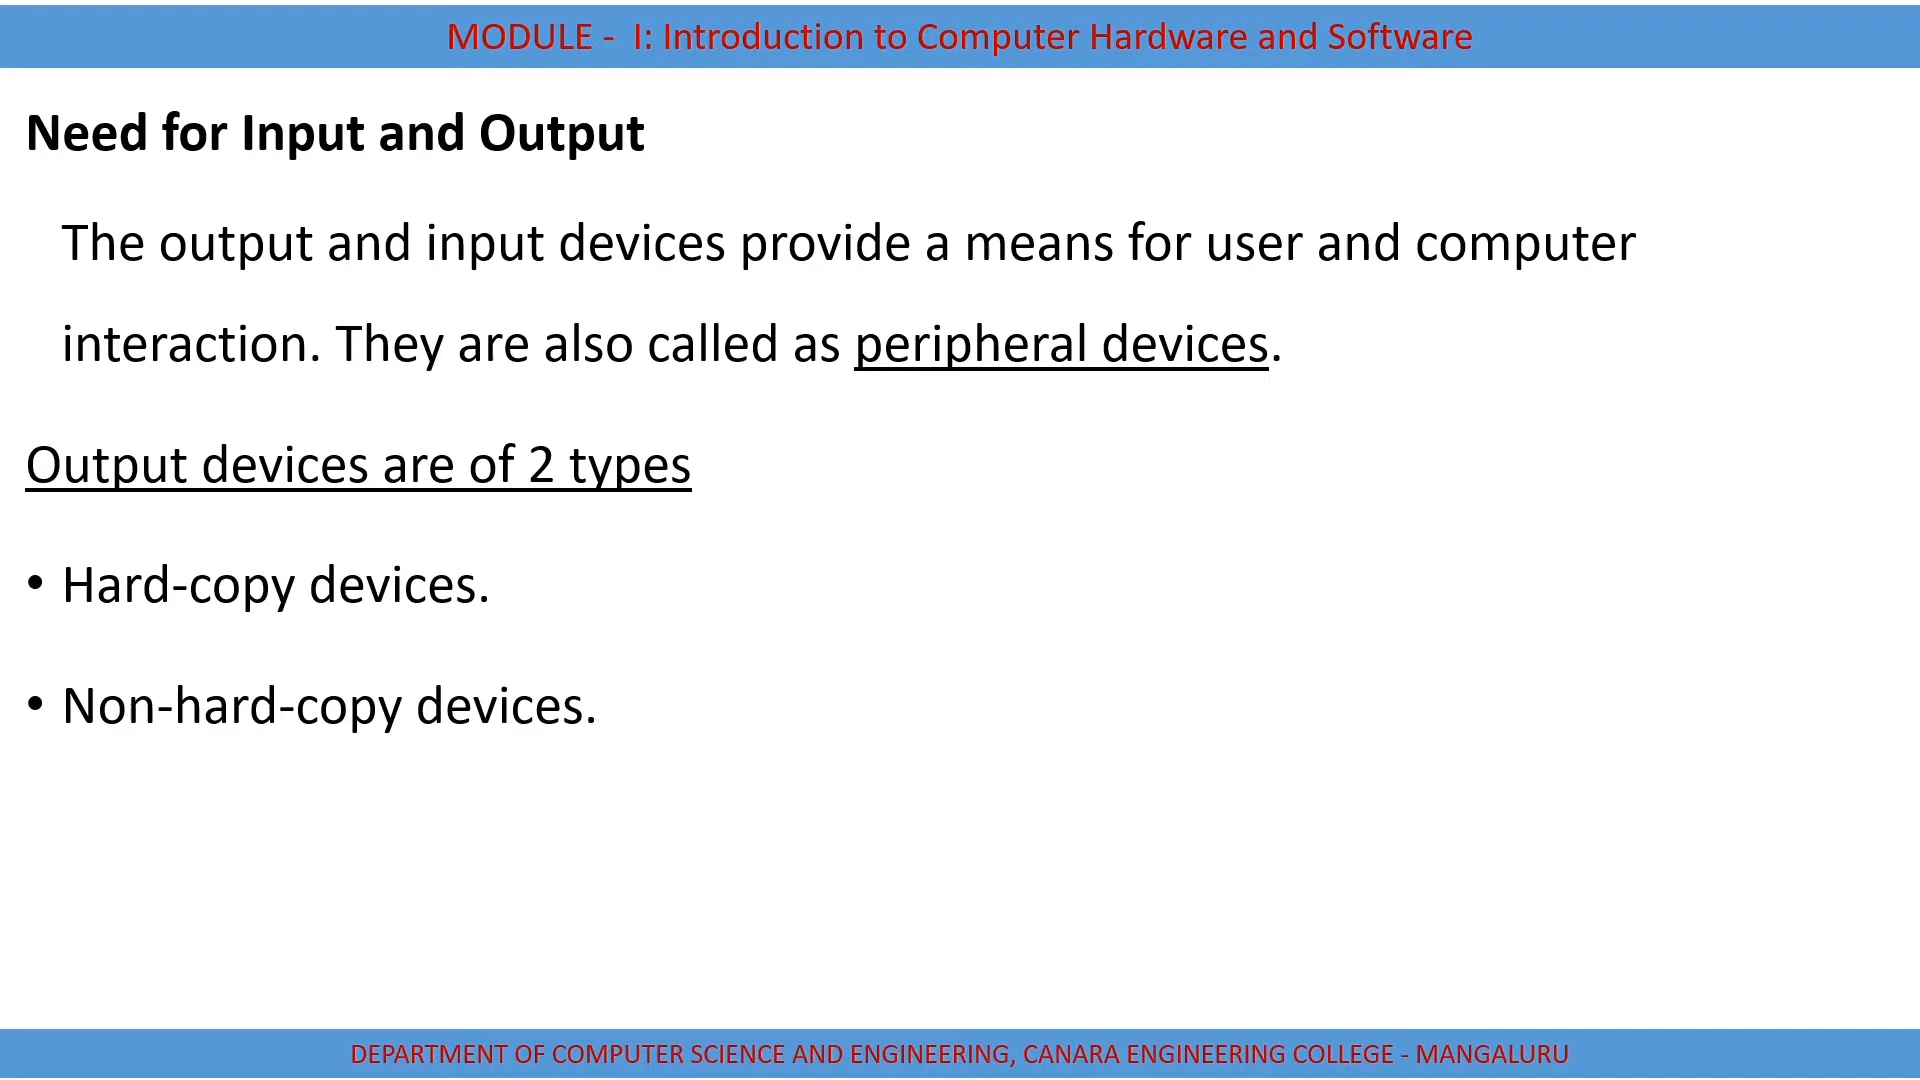 MODULE -  I: Introduction to Computer Hardware and Software
Need for Input and Output
The output and input devices provide a means for user and computer
interaction. They are also called as peripheral devices.
Output devices are of 2 types
• Hard-copy devices.
• Non-hard-copy devices.
DEPARTMENT OF COMPUTER SCIENCE AND ENGINEERING, CANARA ENGINEERING COLLEGE - MANGALURU